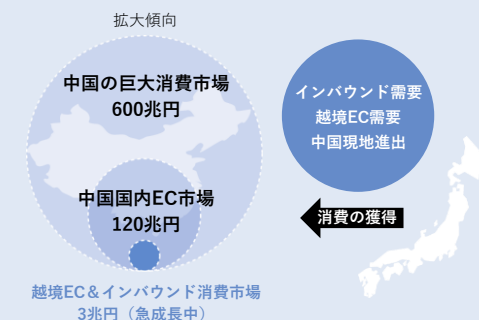 拡大傾向
中国の巨大消費市場
600兆円
中国国内EC市場
120兆円
越境EC＆インバウンド消費市場
3兆円（急成長中）
インバウンド需要
越境EC需要
中国現地進出
消費の獲得